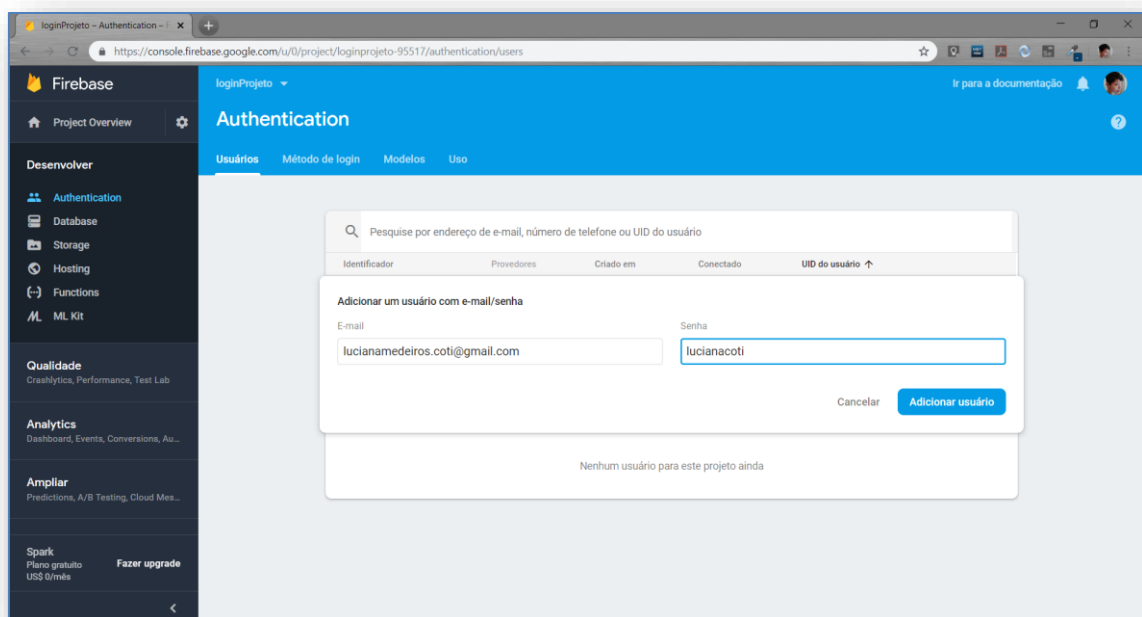 loginProjeto – Authentication – F
https://console.firebase.google.com/u/0/project/loginprojeto-95517/authentication/users
Firebase
loginProjeto
Ir para a documentação
Project Overview
Authentication
Usuários Método de login Modelos Uso
Desenvolver
Authentication
Database
Storage
Hosting
Functions
ML Kit
Qualidade
Crashlytics, Performance, Test Lab
Analytics
Dashboard, Events, Conversions, Au...
Ampliar
Predictions, A/B Testing, Cloud Mes...
Spark
Plano gratuito
US$ 0/mês
Fazer upgrade
Pesquise por endereço de e-mail, número de telefone ou UID do usuário
Identificador Provedores Criado em Conectado UID do usuário
Adicionar um usuário com e-mail/senha
E-mail Senha
lucianamedeiros.coti@gmail.com lucianacoti
Cancelar Adicionar usuário
Nenhum usuário para este projeto ainda